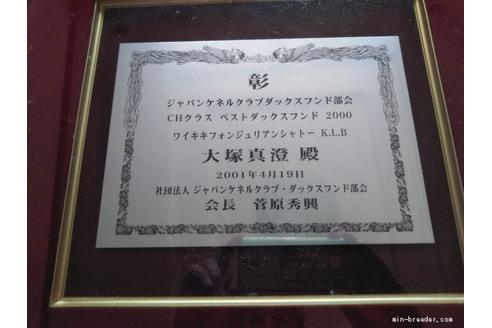 彰
ジャパンケネルクラブダックスフンド部会
CHクラス ベストダックスフンド 2000
ワイキキフォンジュリアンシャトー K.L.B
大塚真澄 殿
2001年4月19日
社団法人 ジャパンケネルクラブ・ダックスフンド部会
会長 菅原秀興
min-breeder.com